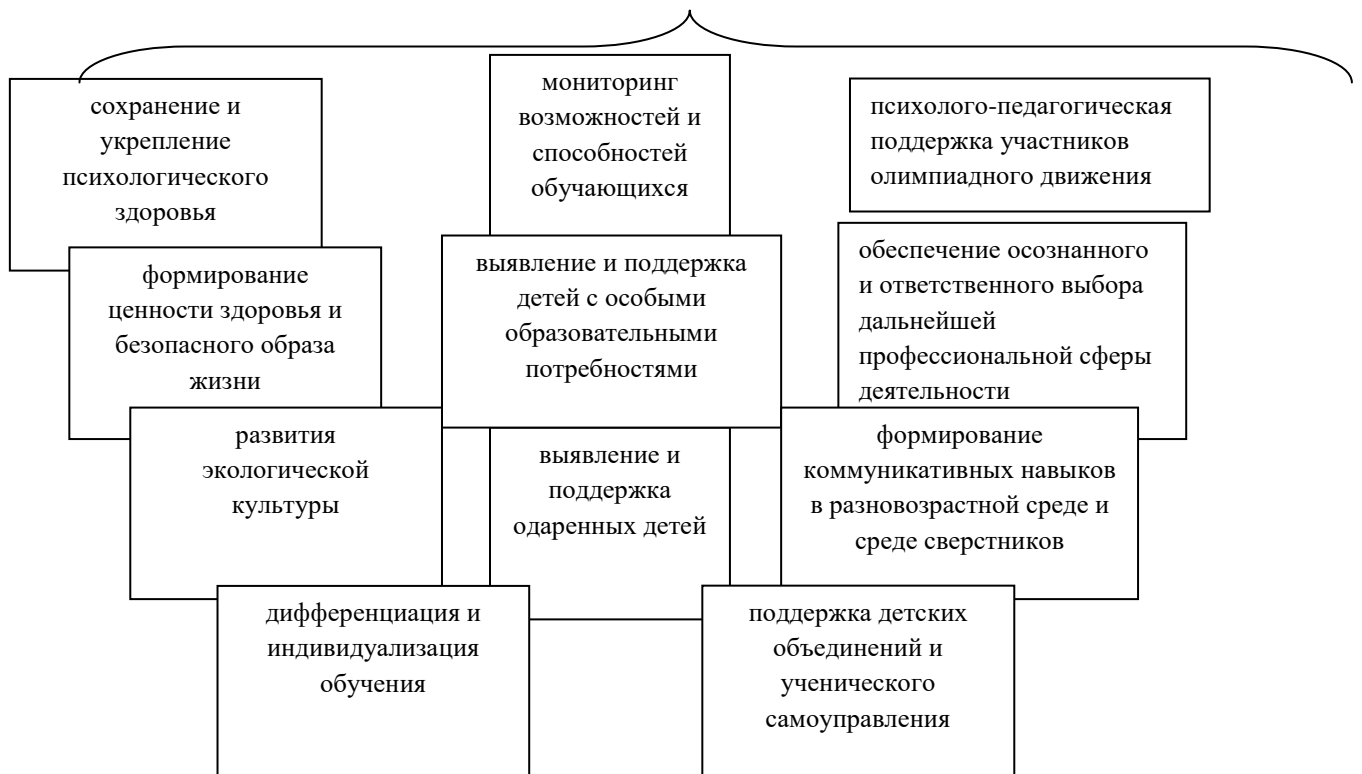 сохранение и
укрепление
психологического
здоровья
мониторинг
возможностей и
способностей
обучающихся
психолого-педагогическая
поддержка участников
олимпиадного движения
формирование
ценности здоровья и
безопасного образа
жизни
выявление и поддержка
детей с особыми
образовательными
потребностями
обеспечение осознанного
и ответственного выбора
дальнейшей
профессиональной сферы
деятельности
развития
экологической
культуры
выявление и
поддержка
одаренных детей
формирование
коммуникативных навыков
в разновозрастной среде и
среде сверстников
дифференциация и
индивидуализация
обучения
поддержка детских
объединений и
ученического
самоуправления